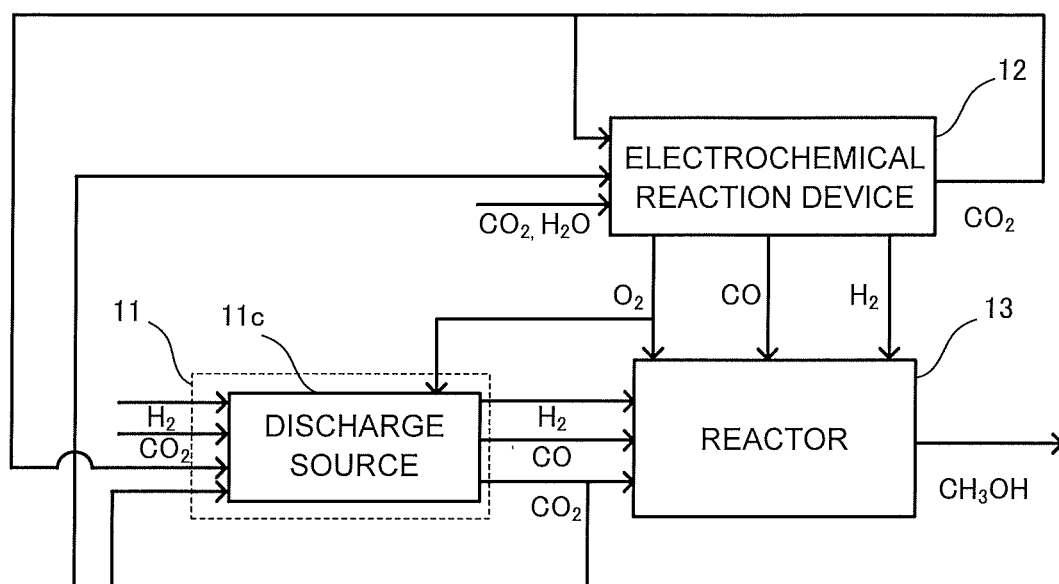 12
ELECTROCHEMICAL
REACTION DEVICE
CO₂, H₂O
CO₂
O₂
CO
H₂
11
11c
13
H₂
CO₂
DISCHARGE
SOURCE
H₂
CO
CO₂
REACTOR
CH₃OH